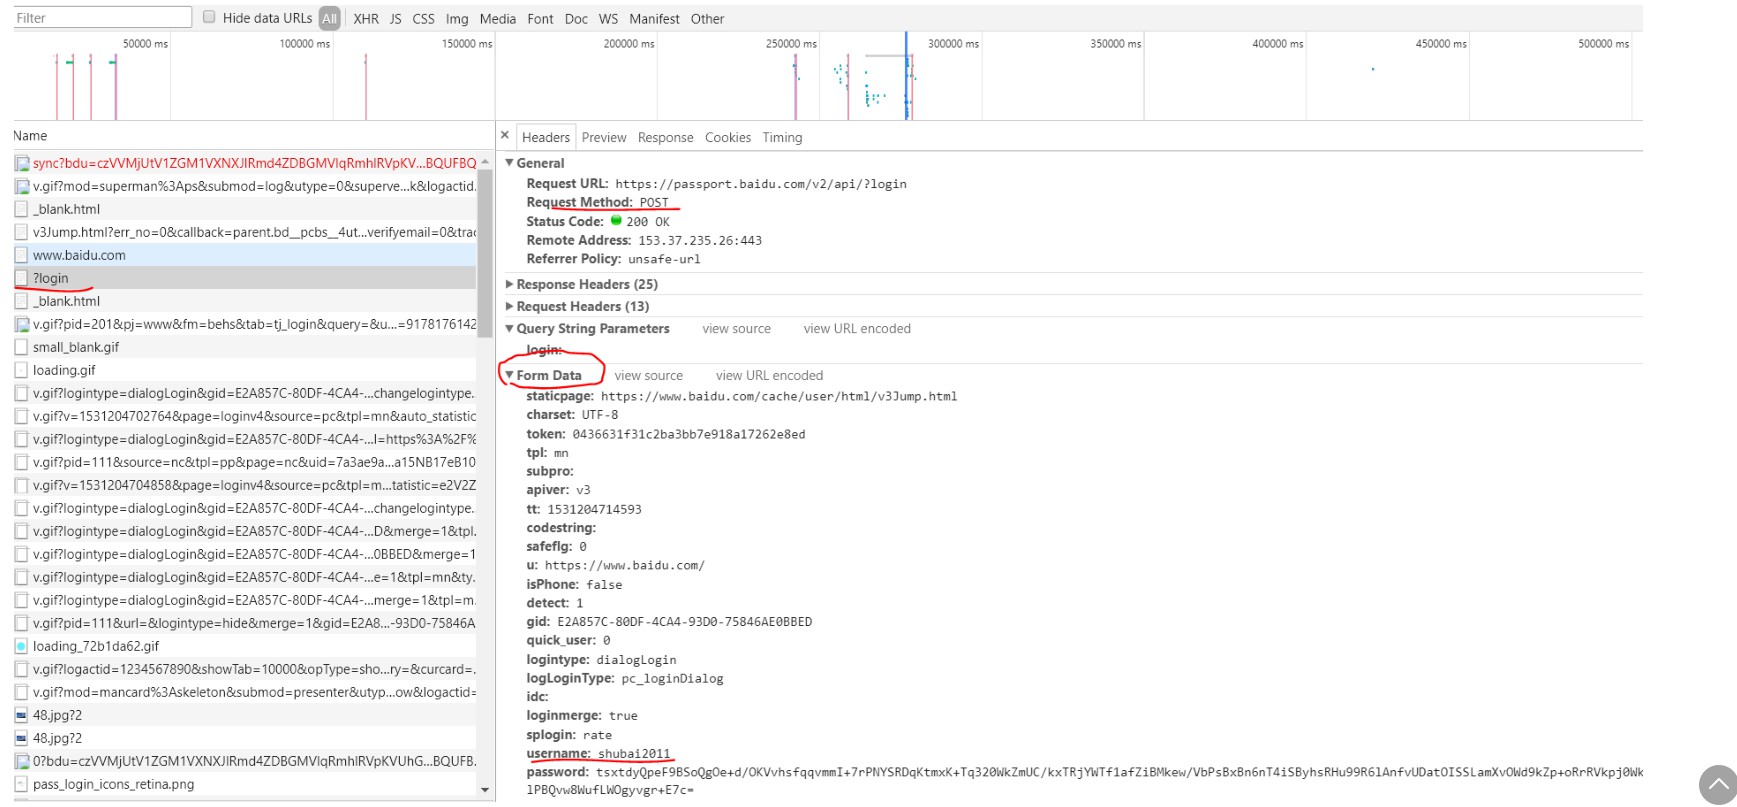 Filter Hide data URLs All XHR JS CSS Img Media Font Doc WS Manifest Other
50000 ms 100000 ms 150000 ms 200000 ms 250000 ms 300000 ms 350000 ms 400000 ms 450000 ms 500000 ms
Name
sync?bdu=czVVMjUtV1ZGM1VXNXJIRmd4ZDBGMVlqRmhlRVpKV...BQUFBQ
v.gif?mod=superman%3Aps&submod=log&utype=0&superve...k&logactid.
_blank.html
v3Jump.html?err_no=0&callback=parent.bd__pcbs__4ut...verifyemail=0&trac
www.baidu.com
?login
_blank.html
v.gif?pid=201&pj=www&fm=behs&tab=tj_login&query=&u...=9178176142
small_blank.gif
loading.gif
v.gif?logintype=dialogLogin&gid=E2A857C-80DF-4CA4-...changelogintype.
v.gif?v=1531204702764&page=loginv4&source=pc&tpl=mn&auto_statistic
v.gif?logintype=dialogLogin&gid=E2A857C-80DF-4CA4-...l=https%3A%2F%
v.gif?pid=111&source=nc&tpl=pp&page=nc&uid=7a3ae9a...a15NB17eB10
v.gif?v=1531204704858&page=loginv4&source=pc&tpl=m...tatistic=e2V2Z
v.gif?logintype=dialogLogin&gid=E2A857C-80DF-4CA4-...changelogintype.
v.gif?logintype=dialogLogin&gid=E2A857C-80DF-4CA4-...D&merge=1&tpl.
v.gif?logintype=dialogLogin&gid=E2A857C-80DF-4CA4-...0BBED&merge=1
v.gif?logintype=dialogLogin&gid=E2A857C-80DF-4CA4-...e=1&tpl=mn&ty.
v.gif?logintype=dialogLogin&gid=E2A857C-80DF-4CA4-...merge=1&tpl=m.
v.gif?pid=111&url=&logintype=hide&merge=1&gid=E2A8...-93D0-75846A
loading_72b1da62.gif
v.gif?logactid=1234567890&showTab=10000&opType=sho...ry=&curcard=.
v.gif?mod=mancard%3Askeleton&submod=presenter&utyp...ow&logactid=
48.jpg?2
48.jpg?2
0?bdu=czVVMjUtV1ZGM1VXNXJIRmd4ZDBGMVlqRmhlRVpKVUhG...BQUFB.
pass_login_icons_retina.png
× Headers Preview Response Cookies Timing
General
Request URL: https://passport.baidu.com/v2/api/?login
Request Method: POST
Status Code: 200 OK
Remote Address: 153.37.235.26:443
Referrer Policy: unsafe-url
Response Headers (25)
Request Headers (13)
Query String Parameters view source view URL encoded
login:
Form Data view source view URL encoded
staticpage: https://www.baidu.com/cache/user/html/v3Jump.html
charset: UTF-8
token: 0436631f31c2ba3bb7e918a17262e8ed
tpl: mn
subpro:
apiver: v3
tt: 1531204714593
codestring:
safeflg: 0
u: https://www.baidu.com/
isPhone: false
detect: 1
gid: E2A857C-80DF-4CA4-93D0-75846AE0BBED
quick_user: 0
logintype: dialogLogin
logLoginType: pc_loginDialog
idc:
loginmerge: true
splogin: rate
username: shubai2011
password: tsxtdyQpeF9BSoQgOe+d/OKVvhsfqqvmmI+7rPNYSRDqKtmxK+Tq320WkZmUC/kxTRjYWTf1afZiBMkew/VbPsBxBn6nT4iSByhsRHu99R6lAnfvUDatOISSLamXvOWd9kZp+oRrRVkpj0Wk
lPBQvw8WufLWOgyvgr+E7c=